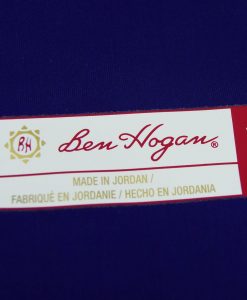 BH
Ben Hogan®
MADE IN JORDAN /
FABRIQUÉ EN JORDANIE / HECHO EN JORDANIA